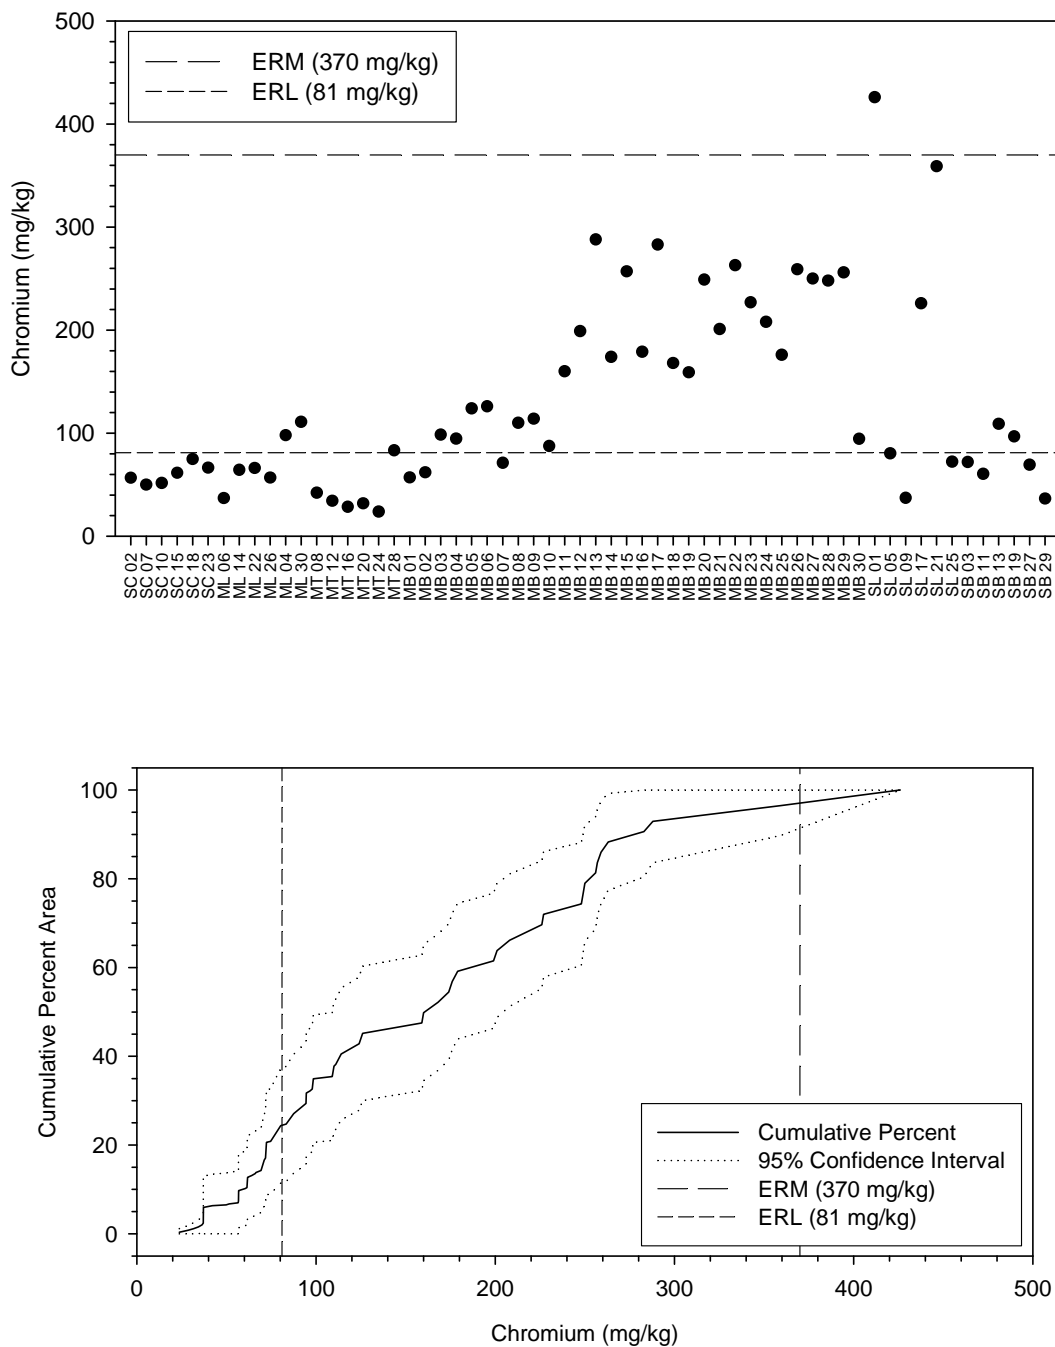 500
400
300
200
100
0
Chromium (mg/kg)
ERM (370 mg/kg)
ERL (81 mg/kg)
SC 02
SC 07
SC 10
SC 15
SC 18
SC 23
ML 06
ML 14
ML 22
ML 26
ML 04
ML 30
MT 08
MT 12
MT 16
MT 20
MT 24
MT 28
MB 01
MB 02
MB 03
MB 04
MB 05
MB 06
MB 07
MB 08
MB 09
MB 10
MB 11
MB 12
MB 13
MB 14
MB 15
MB 16
MB 17
MB 18
MB 19
MB 20
MB 21
MB 22
MB 23
MB 24
MB 25
MB 26
MB 27
MB 28
MB 29
MB 30
SL 01
SL 05
SL 09
SL 17
SL 21
SL 25
SB 03
SB 11
SB 13
SB 19
SB 27
SB 29
100
80
60
40
20
0
Cumulative Percent Area
Cumulative Percent
95% Confidence Interval
ERM (370 mg/kg)
ERL (81 mg/kg)
0 100 200 300 400 500
Chromium (mg/kg)